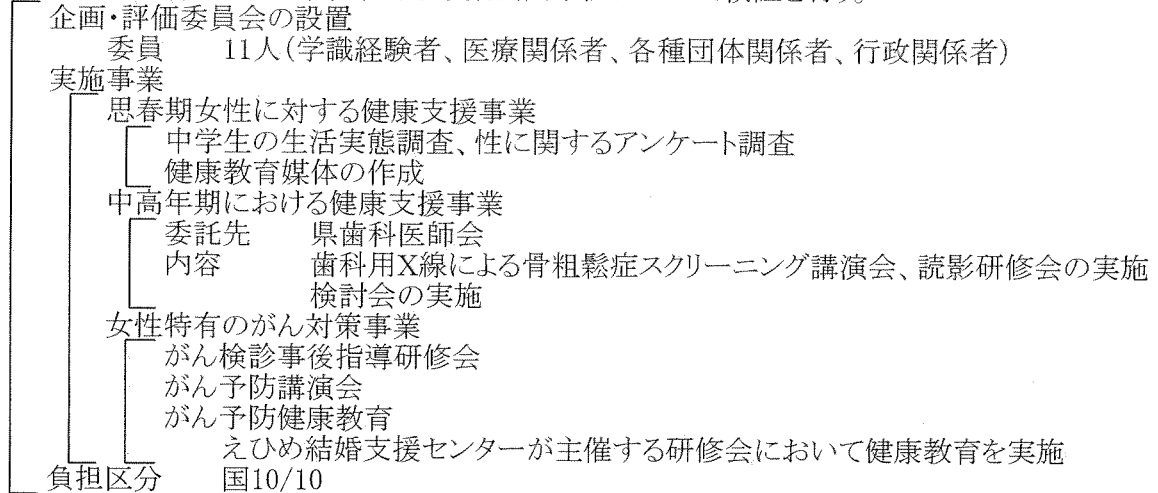 企画・評価委員会の設置
委員 11人(学識経験者、医療関係者、各種団体関係者、行政関係者)
実施事業
思春期女性に対する健康支援事業
中学生の生活実態調査、性に関するアンケート調査
健康教育媒体の作成
中高年期における健康支援事業
委託先 県歯科医師会
内容 歯科用X線による骨粗鬆症スクリーニング講演会、読影研修会の実施
検討会の実施
女性特有のがん対策事業
がん検診事後指導研修会
がん予防講演会
がん予防健康教育
えひめ結婚支援センターが主催する研修会において健康教育を実施
負担区分 国10/10